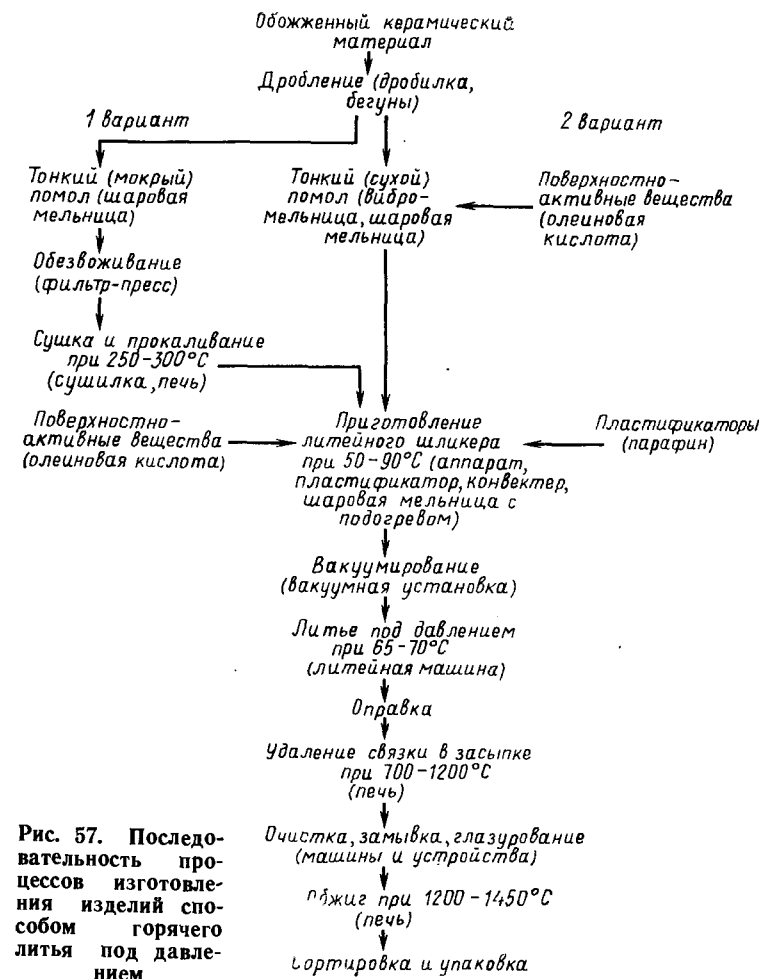 Обожженный керамический
материал
Дробление (дробилка,
бегуны)
1 вариант
2 вариант
Тонкий (мокрый)
помол (шаровая
мельница)
Тонкий (сухой)
помол (вибро-
мельница, шаровая
мельница)
Поверхностно-
активные вещества
(олеиновая
кислота)
Обезвоживание
(фильтр-пресс)
Сушка и прокаливание
при 250-300°С
(сушилка, печь)
Поверхностно-
активные вещества
(олеиновая кислота)
Приготовление
литейного шликера
при 50-90°С (аппарат,
пластификатор, конвектер,
шаровая мельница с
подогревом)
Пластификаторы
(парафин)
Вакуумирование
(вакуумная установка)
Литье под давлением
при 65-70°С
(литейная машина)
Оправка
Удаление связки в засыпке
при 700-1200°С
(печь)
Очистка, замывка, глазурование
(машины и устройства)
Обжиг при 1200-1450°С
(печь)
Сортировка и упаковка
Рис. 57. Последо-
вательность про-
цессов изготовле-
ния изделий спо-
собом горячего
литья под давле-
нием